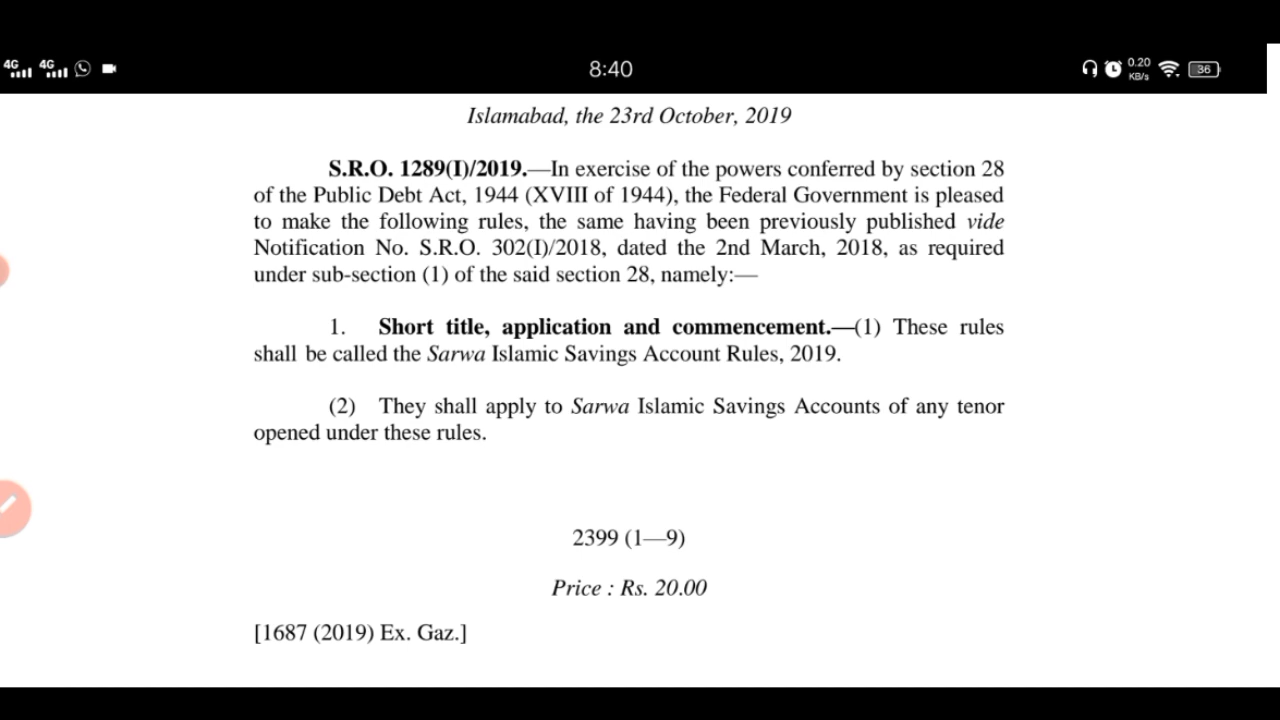 4G 4G 8:40 0.20 KB/s 36
Islamabad, the 23rd October, 2019
S.R.O. 1289(I)/2019.—In exercise of the powers conferred by section 28
of the Public Debt Act, 1944 (XVIII of 1944), the Federal Government is pleased
to make the following rules, the same having been previously published vide
Notification No. S.R.O. 302(I)/2018, dated the 2nd March, 2018, as required
under sub-section (1) of the said section 28, namely:—
1. Short title, application and commencement.—(1) These rules
shall be called the Sarwa Islamic Savings Account Rules, 2019.
(2) They shall apply to Sarwa Islamic Savings Accounts of any tenor
opened under these rules.
2399 (1—9)
Price : Rs. 20.00
[1687 (2019) Ex. Gaz.]